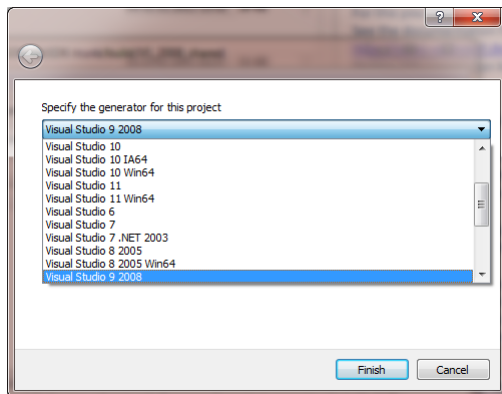 Specify the generator for this project
Visual Studio 9 2008
Visual Studio 10
Visual Studio 10 IA64
Visual Studio 10 Win64
Visual Studio 11
Visual Studio 11 Win64
Visual Studio 6
Visual Studio 7
Visual Studio 7 .NET 2003
Visual Studio 8 2005
Visual Studio 8 2005 Win64
Visual Studio 9 2008
Finish
Cancel